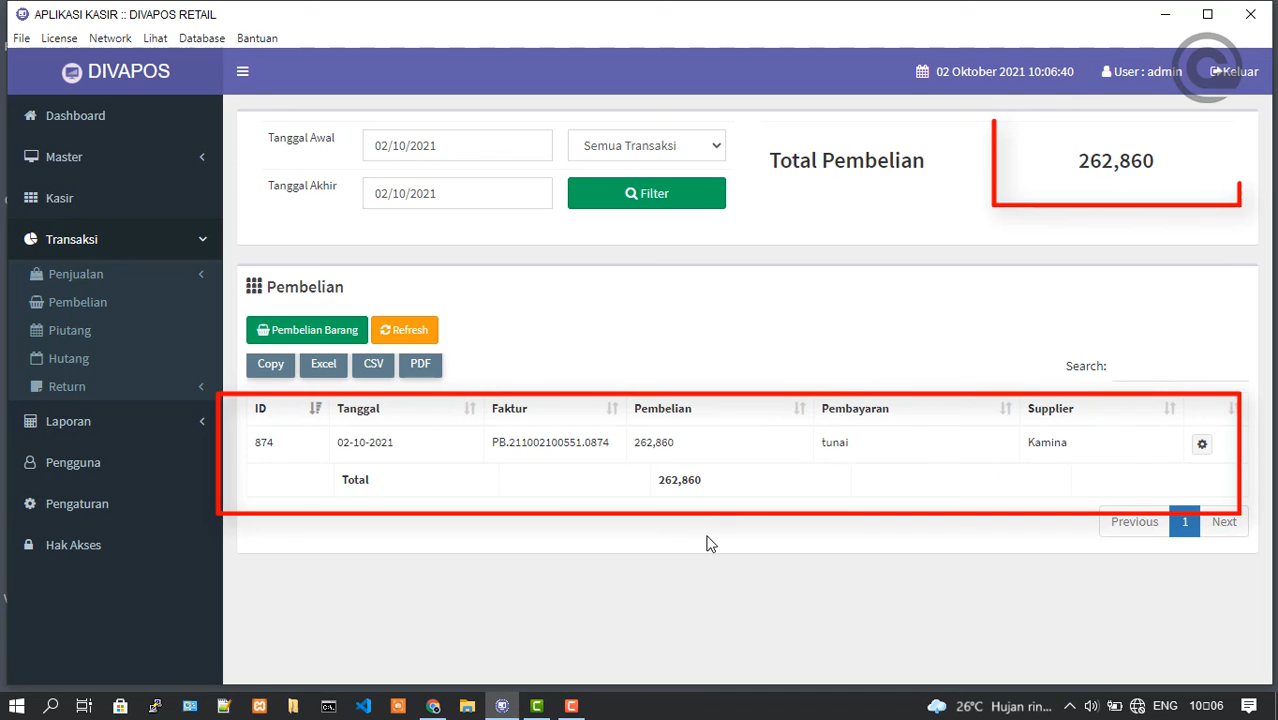 APLIKASI KASIR :: DIVAPOS RETAIL
File License Network Lihat Database Bantuan
DIVAPOS
02 Oktober 2021 10:06:40 User : admin Keluar
Dashboard
Master
Kasir
Transaksi
Penjualan
Pembelian
Piutang
Hutang
Return
Laporan
Pengguna
Pengaturan
Hak Akses
Tanggal Awal 02/10/2021 Semua Transaksi
Tanggal Akhir 02/10/2021 Filter
Total Pembelian 262,860
Pembelian
Pembelian Barang Refresh
Copy Excel CSV PDF
Search:
ID Tanggal Faktur Pembelian Pembayaran Supplier
874 02-10-2021 PB.211002100551.0874 262,860 tunai Kamina
Total 262,860
Previous 1 Next
26°C Hujan rin... ENG 10:06